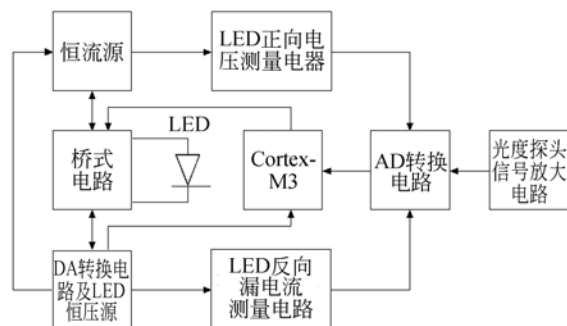 恒流源
LED正向电
压测量电器
LED
桥式
电路
Cortex-
M3
AD转换
电路
光度探头
信号放大
电路
DA转换电
路及LED
恒压源
LED反向
漏电流
测量电路